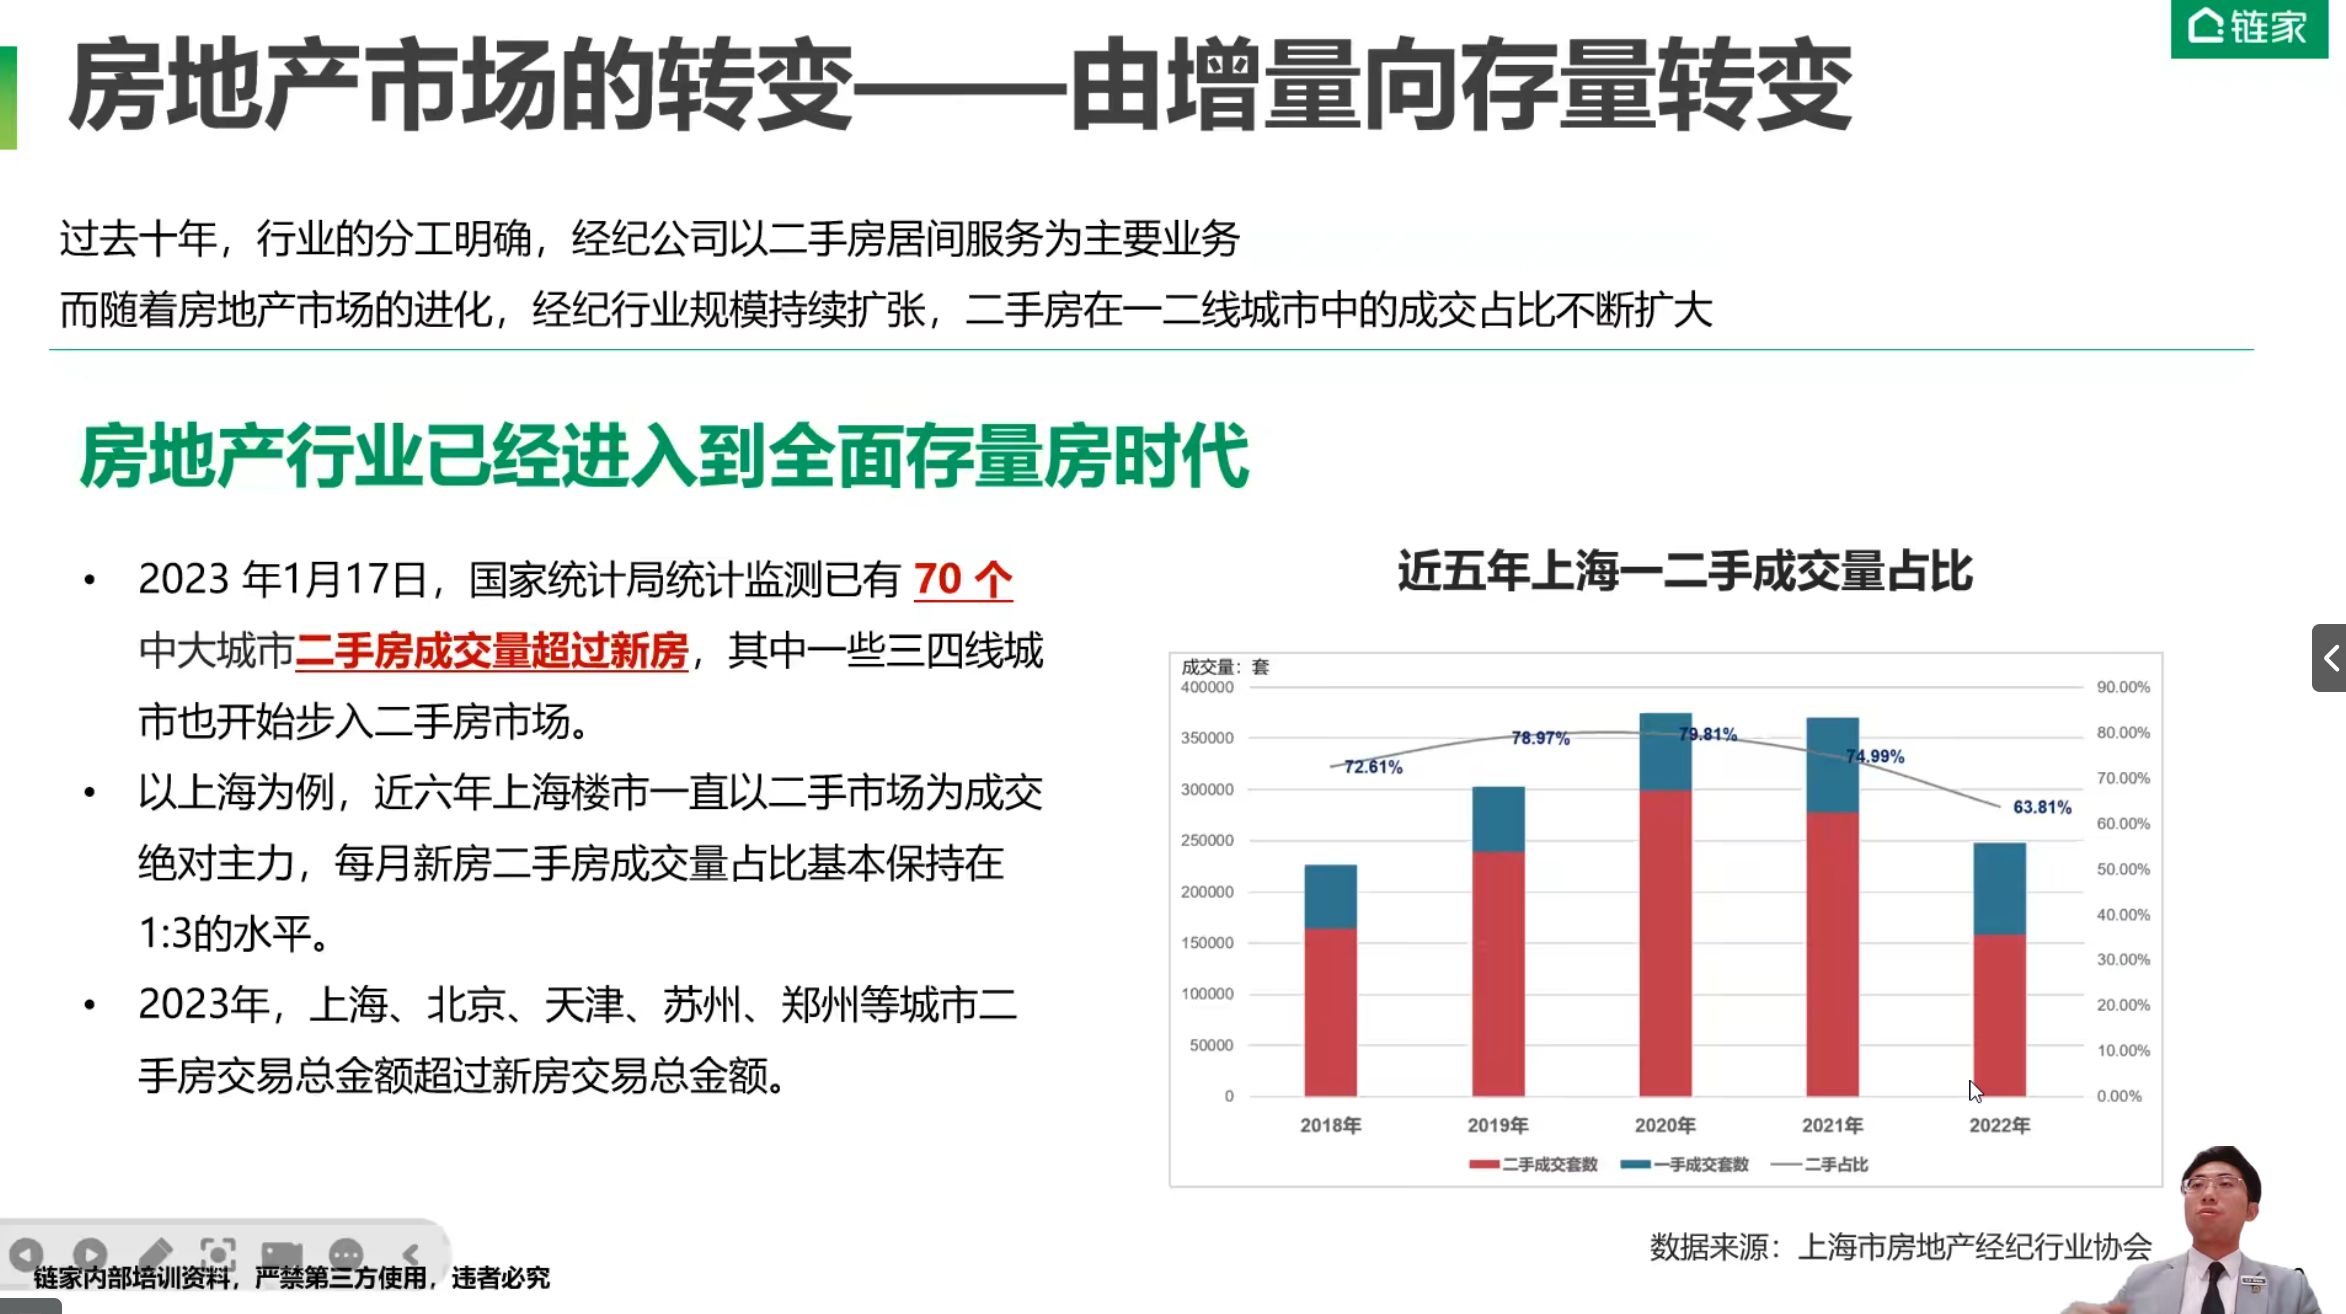 链家
房地产市场的转变——由增量向存量转变
过去十年，行业的分工明确，经纪公司以二手房居间服务为主要业务
而随着房地产市场的进化，经纪行业规模持续扩张，二手房在一二线城市中的成交占比不断扩大
房地产行业已经进入到全面存量房时代
• 2023 年1月17日，国家统计局统计监测已有 70 个
中大城市二手房成交量超过新房，其中一些三四线城
市也开始步入二手房市场。
• 以上海为例，近六年上海楼市一直以二手市场为成交
绝对主力，每月新房二手房成交量占比基本保持在
1:3的水平。
• 2023年，上海、北京、天津、苏州、郑州等城市二
手房交易总金额超过新房交易总金额。
近五年上海一二手成交量占比
成交量：套
400000
350000
300000
250000
200000
150000
100000
50000
0
90.00%
80.00%
70.00%
60.00%
50.00%
40.00%
30.00%
20.00%
10.00%
0.00%
72.61%
78.97%
79.81%
74.99%
63.81%
2018年
2019年
2020年
2021年
2022年
二手成交套数
一手成交套数
二手占比
数据来源：上海市房地产经纪行业协会
链家内部培训资料，严禁第三方使用，违者必究